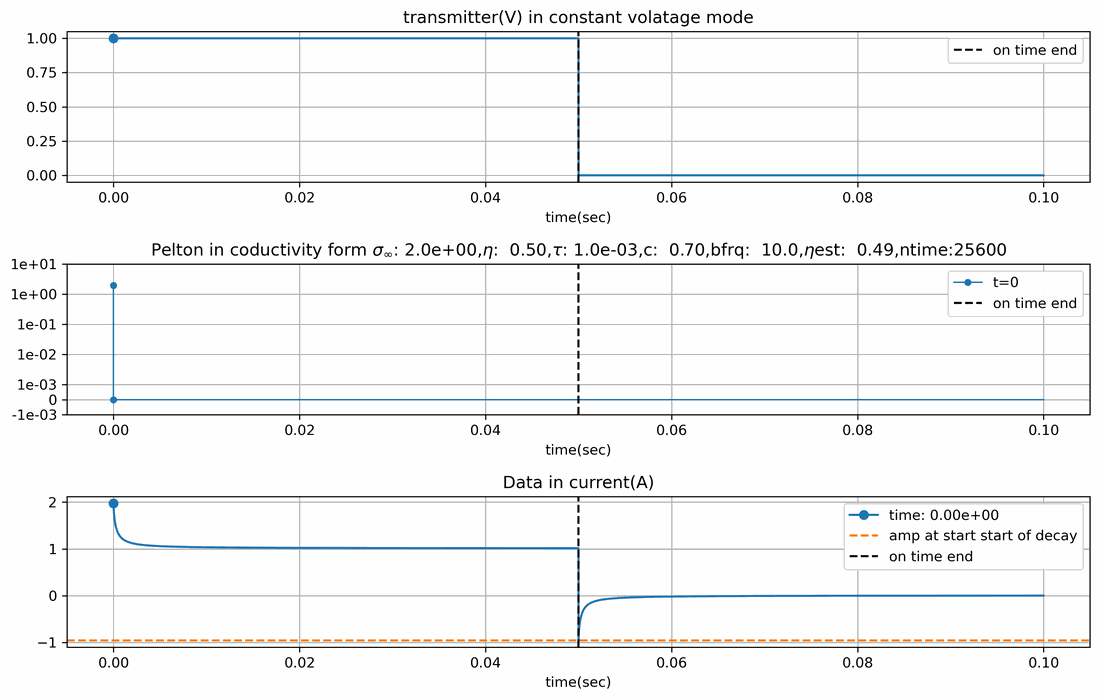 transmitter(V) in constant volatage mode
1.00
0.75
0.50
0.25
0.00
on time end
0.00 0.02 0.04 0.06 0.08 0.10
time(sec)
Pelton in coductivity form σ∞: 2.0e+00,η:  0.50,τ: 1.0e-03,c:  0.70,bfrq:  10.0,ηest:  0.49,ntime:25600
1e+01
1e+00
1e-01
1e-02
1e-03
0
-1e-03
t=0
on time end
0.00 0.02 0.04 0.06 0.08 0.10
time(sec)
Data in current(A)
2
1
0
−1
time: 0.00e+00
amp at start start of decay
on time end
0.00 0.02 0.04 0.06 0.08 0.10
time(sec)